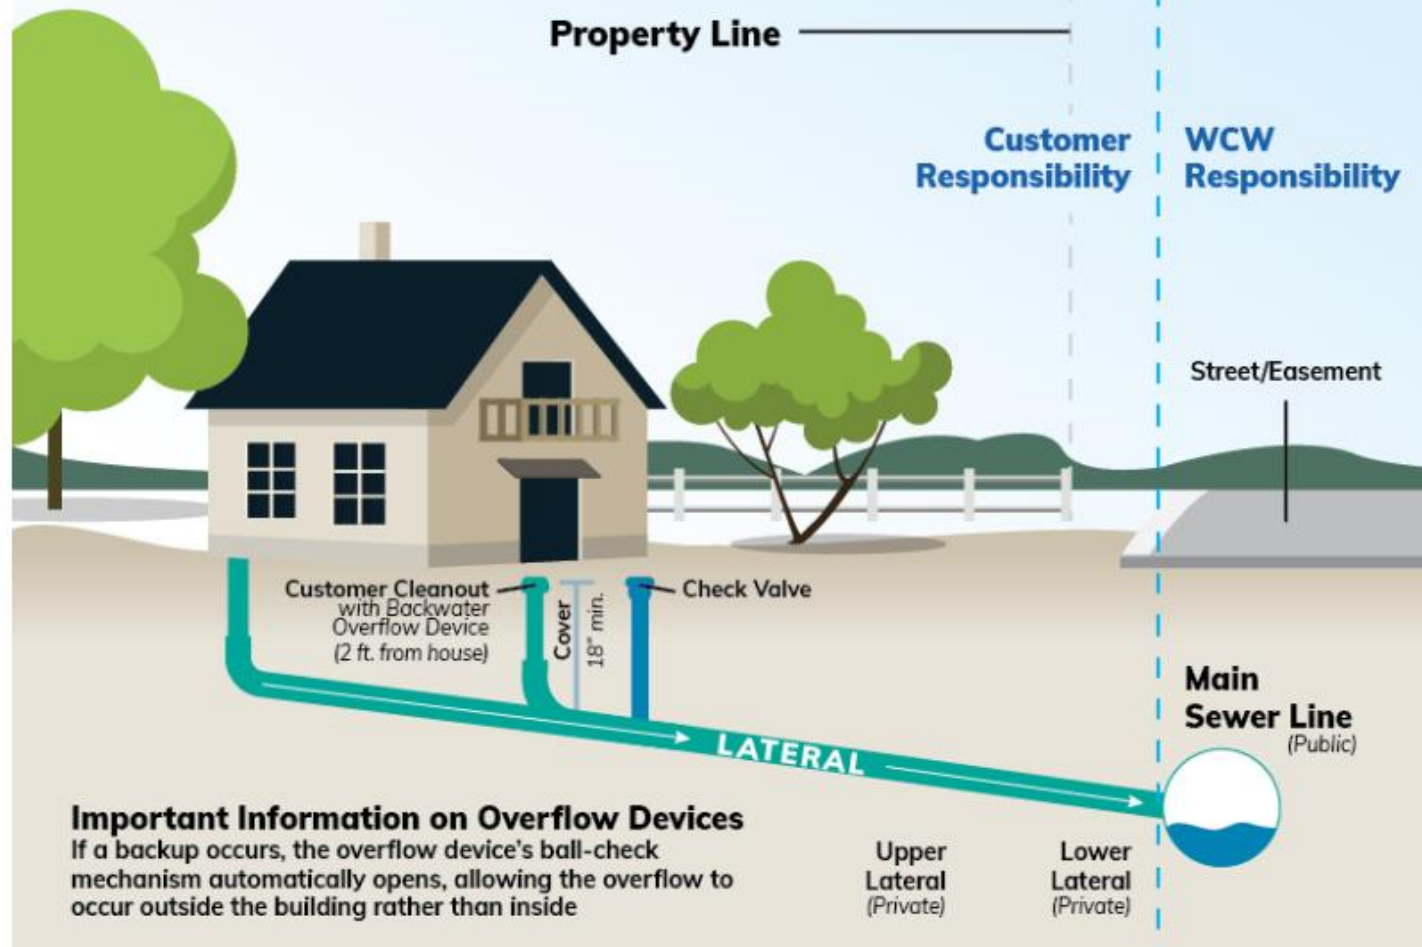 Property Line
Customer
Responsibility
WCW
Responsibility
Street/Easement
Customer Cleanout
with Backwater
Overflow Device
(2 ft. from house)
Cover
18" min.
Check Valve
LATERAL
Main
Sewer Line
(Public)
Important Information on Overflow Devices
If a backup occurs, the overflow device's ball-check
mechanism automatically opens, allowing the overflow to
occur outside the building rather than inside
Upper
Lateral
(Private)
Lower
Lateral
(Private)